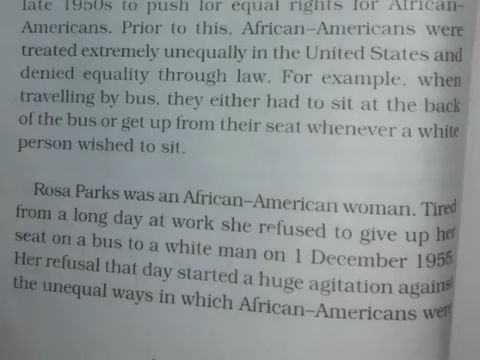 late 1950s to push for equal rights for African–
Americans. Prior to this, African–Americans were
treated extremely unequally in the United States and
denied equality through law. For example, when
travelling by bus, they either had to sit at the back
of the bus or get up from their seat whenever a white
person wished to sit.
Rosa Parks was an African–American woman. Tired
from a long day at work she refused to give up her
seat on a bus to a white man on 1 December 1955.
Her refusal that day started a huge agitation against
the unequal ways in which African–Americans were